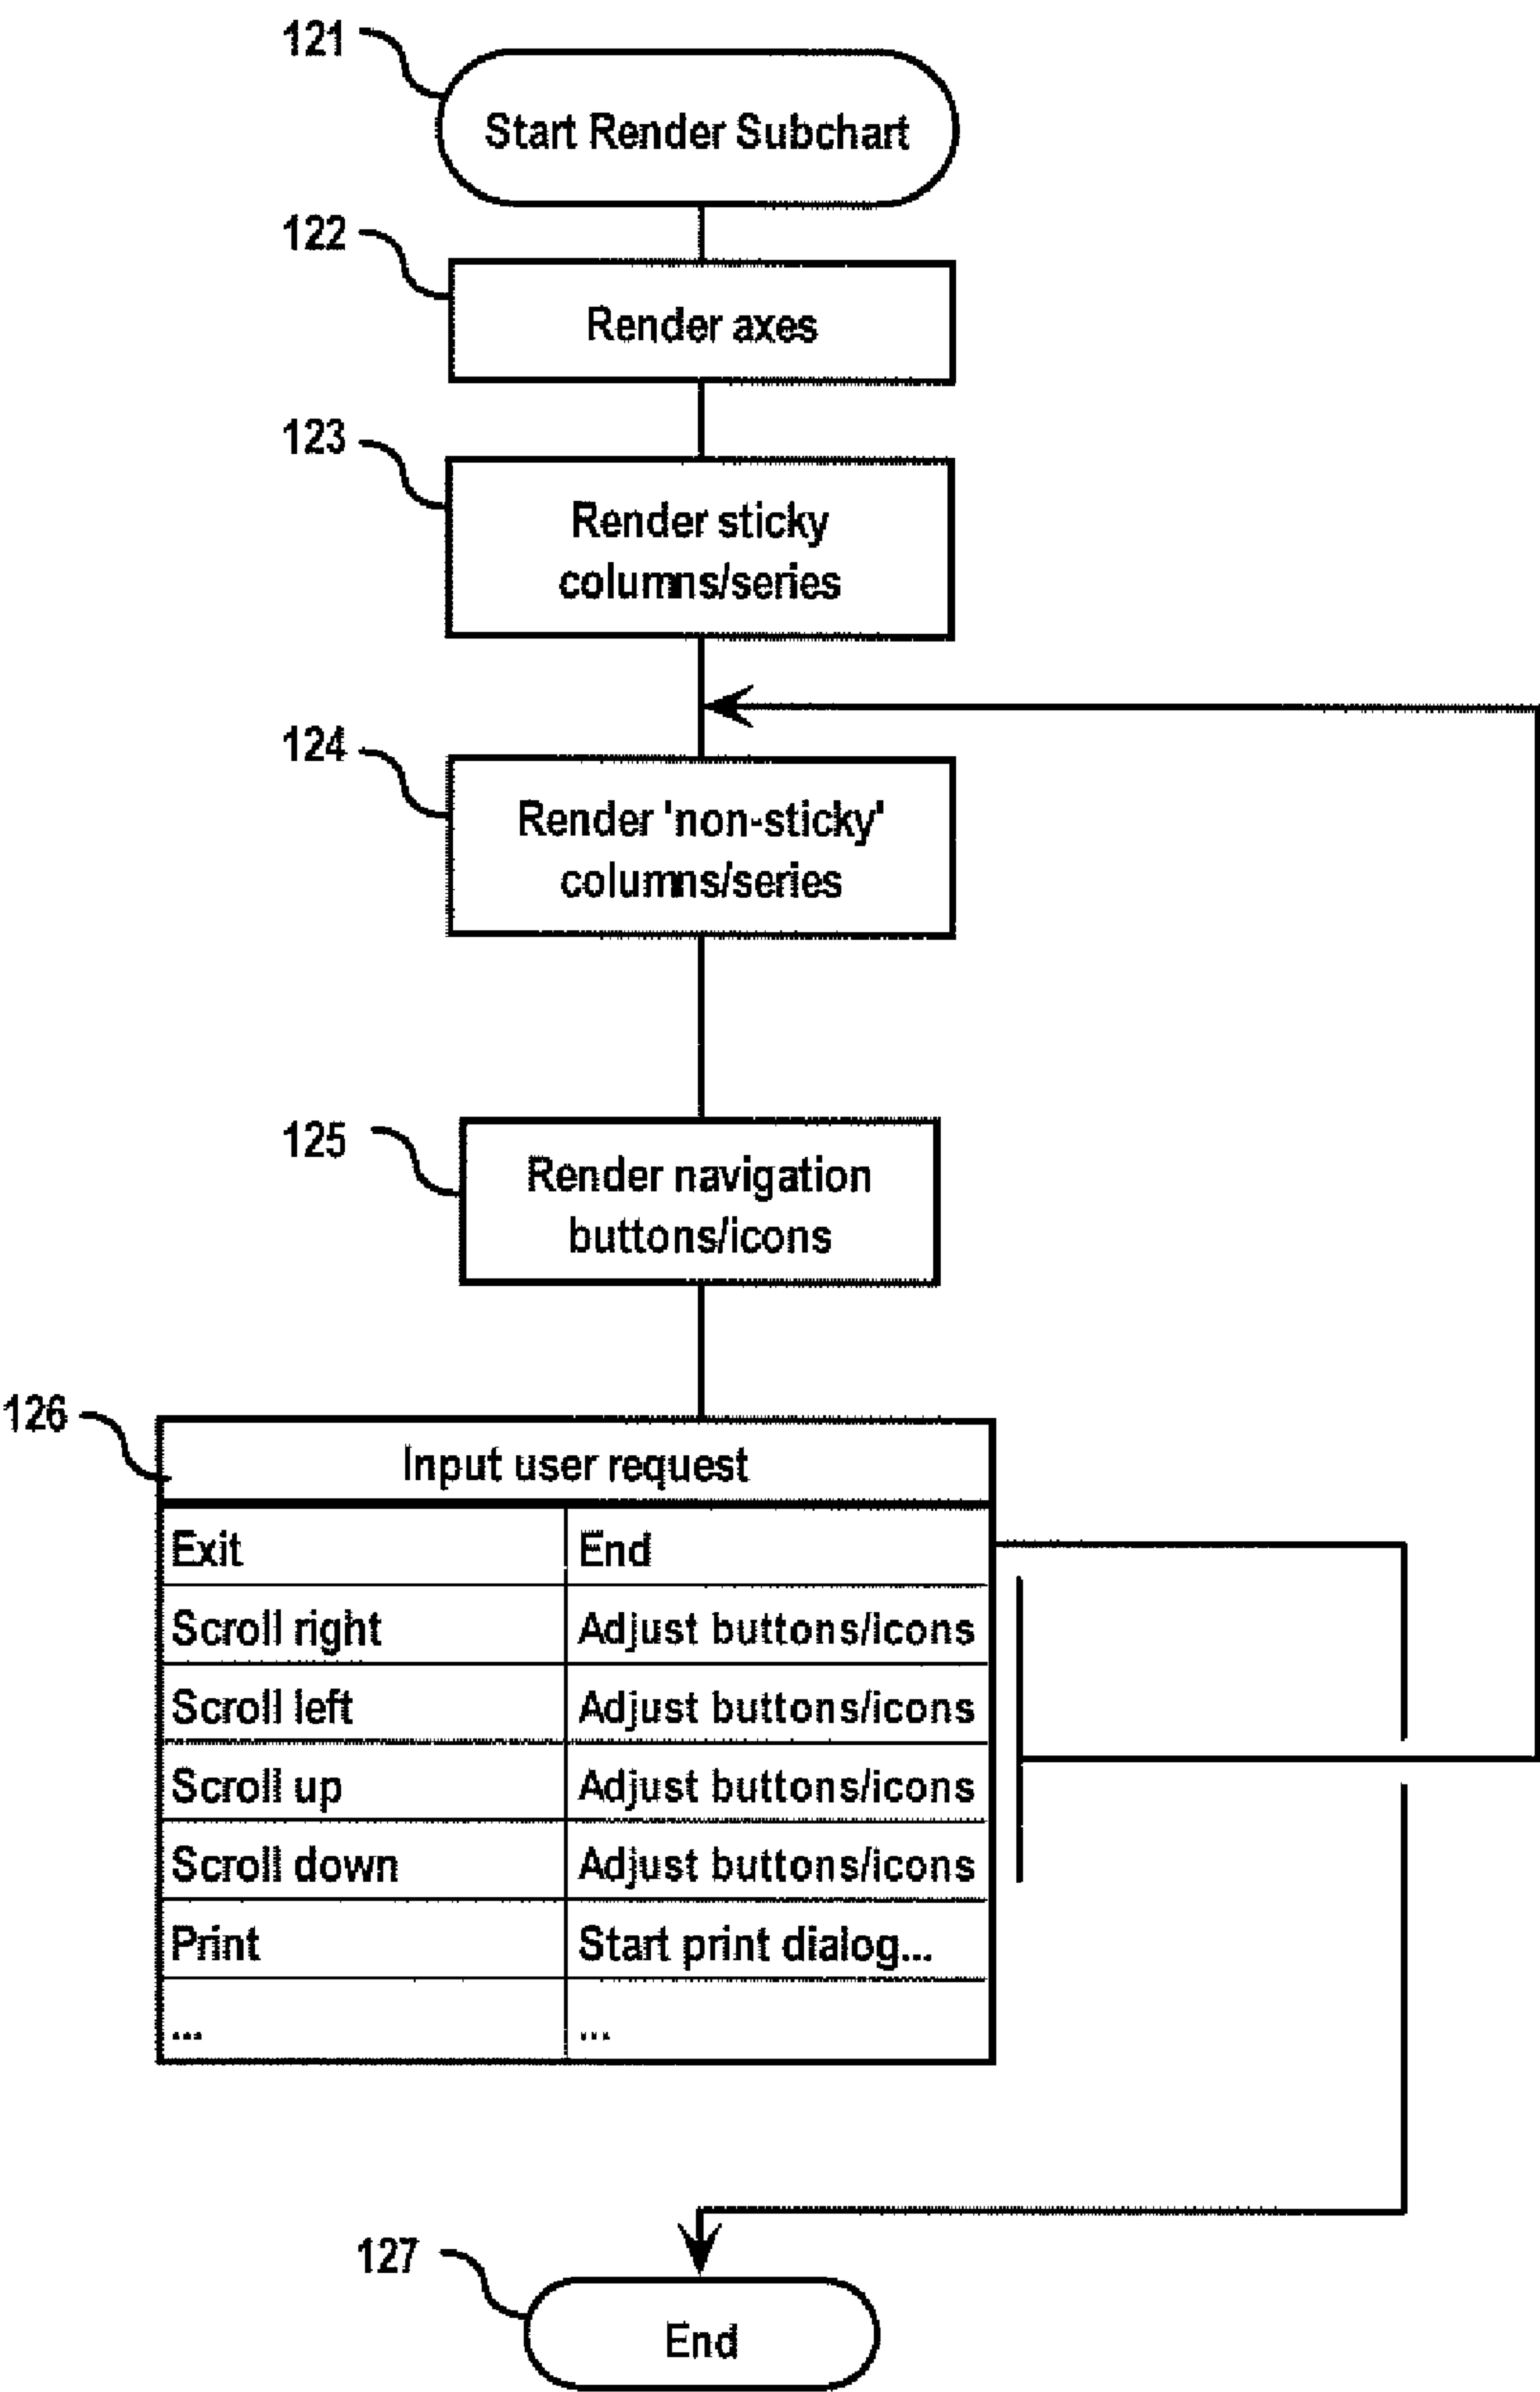 121
Start Render Subchart
122
Render axes
123
Render sticky
columns/series
124
Render 'non-sticky'
columns/series
125
Render navigation
buttons/icons
126
Input user request
Exit End
Scroll right Adjust buttons/icons
Scroll left Adjust buttons/icons
Scroll up Adjust buttons/icons
Scroll down Adjust buttons/icons
Print Start print dialog...
... ...
127
End